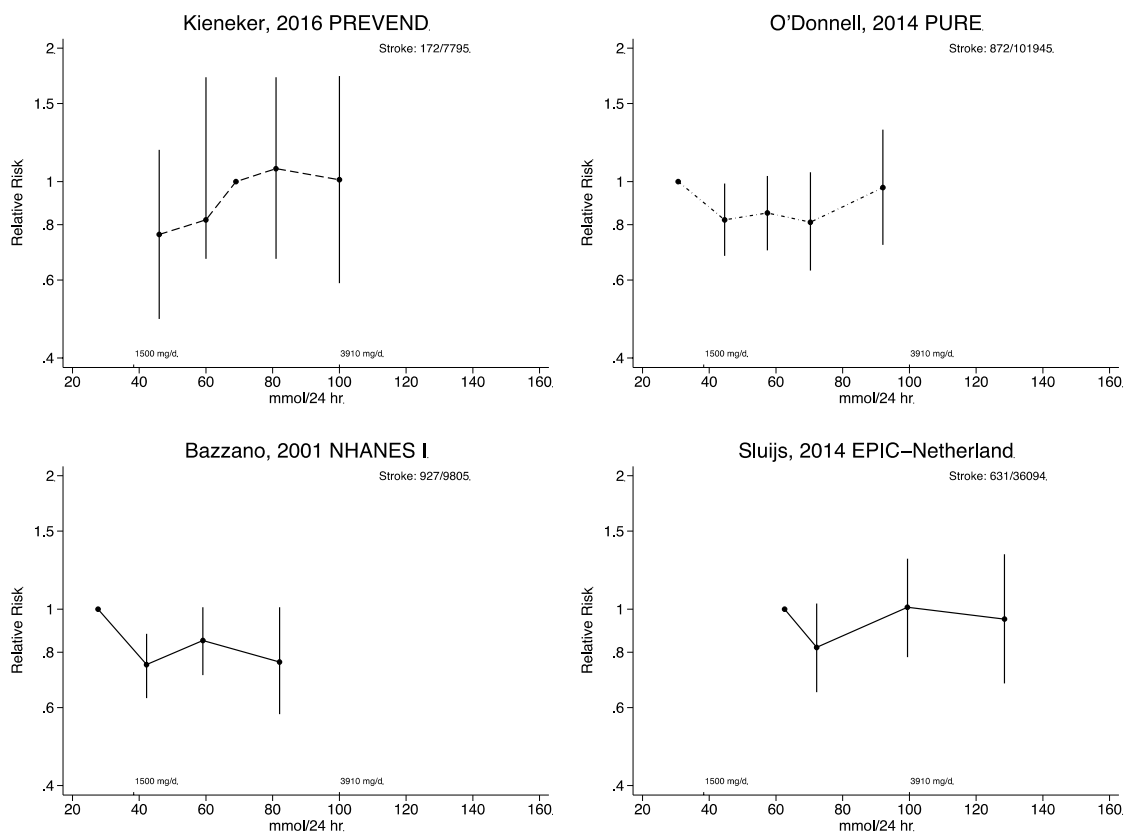 Kieneker, 2016 PREVEND.
Stroke: 172/7795.
2
1.5
1
.8
.6
.4
Relative Risk
1500 mg/d.
3910 mg/d.
20 40 60 80 100 120 140 160.
mmol/24 hr.
O'Donnell, 2014 PURE.
Stroke: 872/101945.
2
1.5
1
.8
.6
.4
Relative Risk
1500 mg/d.
3910 mg/d.
20 40 60 80 100 120 140 160.
mmol/24 hr.
Bazzano, 2001 NHANES I.
Stroke: 927/9805.
2
1.5
1
.8
.6
.4
Relative Risk
1500 mg/d.
3910 mg/d.
20 40 60 80 100 120 140 160.
mmol/24 hr.
Sluijs, 2014 EPIC−Netherland.
Stroke: 631/36094.
2
1.5
1
.8
.6
.4
Relative Risk
1500 mg/d.
3910 mg/d.
20 40 60 80 100 120 140 160.
mmol/24 hr.